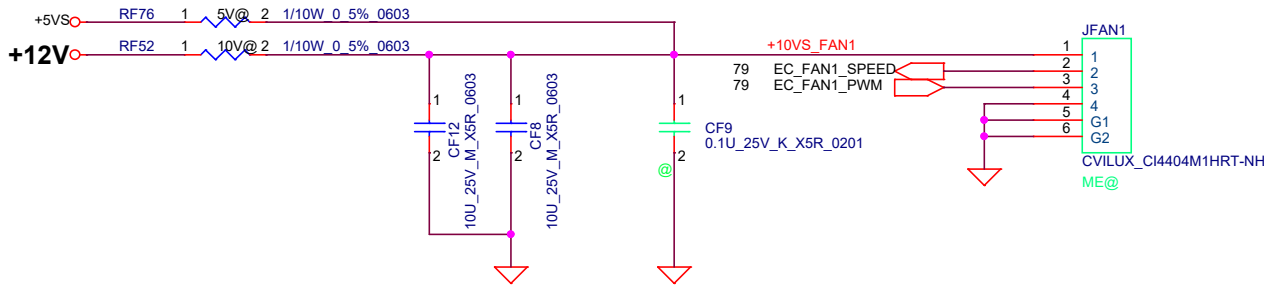 +5VS RF76 1 5V@ 2 1/10W_0_5%_0603
+12V RF52 1 10V@ 2 1/10W_0_5%_0603
+10VS_FAN1
79 EC_FAN1_SPEED
79 EC_FAN1_PWM
JFAN1
1 1
2 2
3 3
4 4
5 G1
6 G2
CVILUX_CI4404M1HRT-NH
ME@
1
2
CF12
10U_25V_M_X5R_0603
1
2
CF8
10U_25V_M_X5R_0603
1
2
CF9
0.1U_25V_K_X5R_0201
@